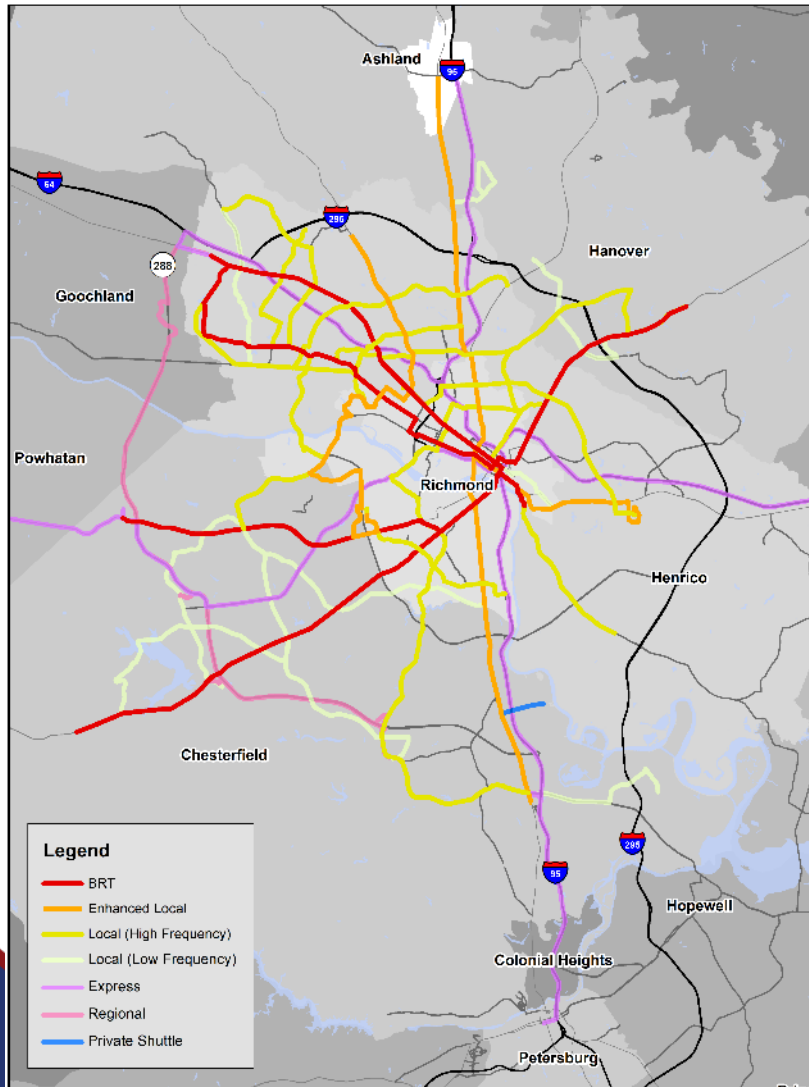 Ashland
95
64
295
Hanover
288
Goochland
Powhatan
Richmond
Henrico
Chesterfield
Legend
BRT
Enhanced Local
Local (High Frequency)
Local (Low Frequency)
Express
Regional
Private Shuttle
295
95
Hopewell
Colonial Heights
Petersburg